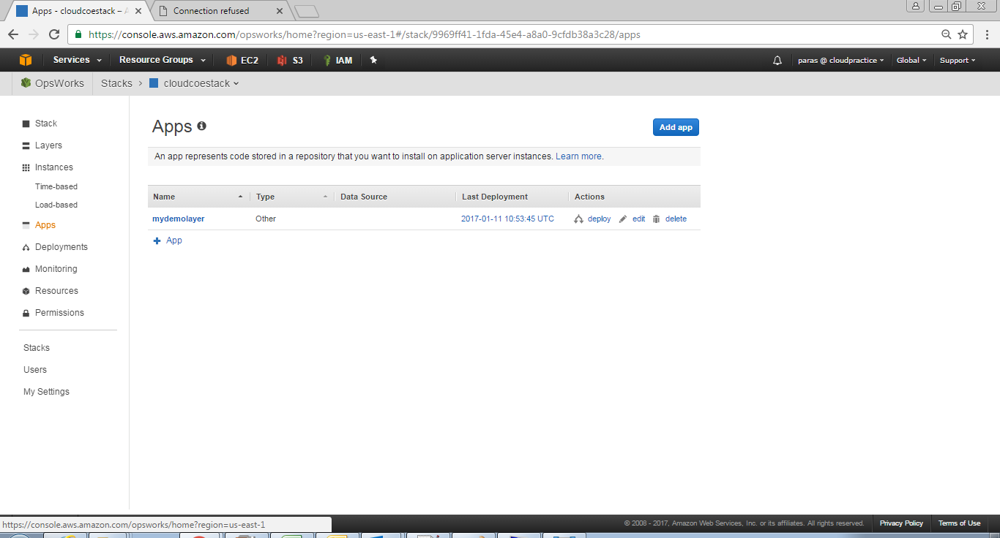 Apps - cloudcoestack – A
Connection refused
https://console.aws.amazon.com/opsworks/home?region=us-east-1#/stack/9969ff41-1fda-45e4-a8a0-9cfdb38a3c28/apps
Services Resource Groups EC2 S3 IAM paras @ cloudpractice Global Support
OpsWorks Stacks > cloudcoestack
Stack
Layers
Instances
Time-based
Load-based
Apps
Deployments
Monitoring
Resources
Permissions
Stacks
Users
My Settings
Apps
Add app
An app represents code stored in a repository that you want to install on application server instances. Learn more.
Name Type Data Source Last Deployment Actions
mydemolayer Other 2017-01-11 10:53:45 UTC deploy edit delete
App
https://console.aws.amazon.com/opsworks/home?region=us-east-1
© 2008 - 2017, Amazon Web Services, Inc. or its affiliates. All rights reserved. Privacy Policy Terms of Use